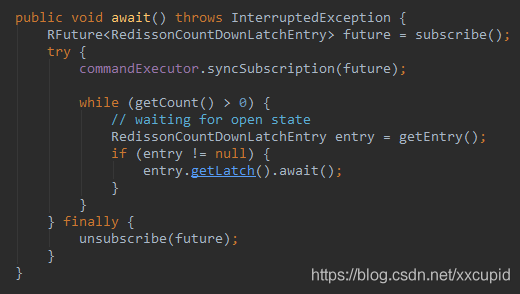 public void await() throws InterruptedException {
    RFuture<RedissonCountDownLatchEntry> future = subscribe();
    try {
        commandExecutor.syncSubscription(future);

        while (getCount() > 0) {
            // waiting for open state
            RedissonCountDownLatchEntry entry = getEntry();
            if (entry != null) {
                entry.getLatch().await();
            }
        }
    } finally {
        unsubscribe(future);
    }
}
https://blog.csdn.net/xxcupid